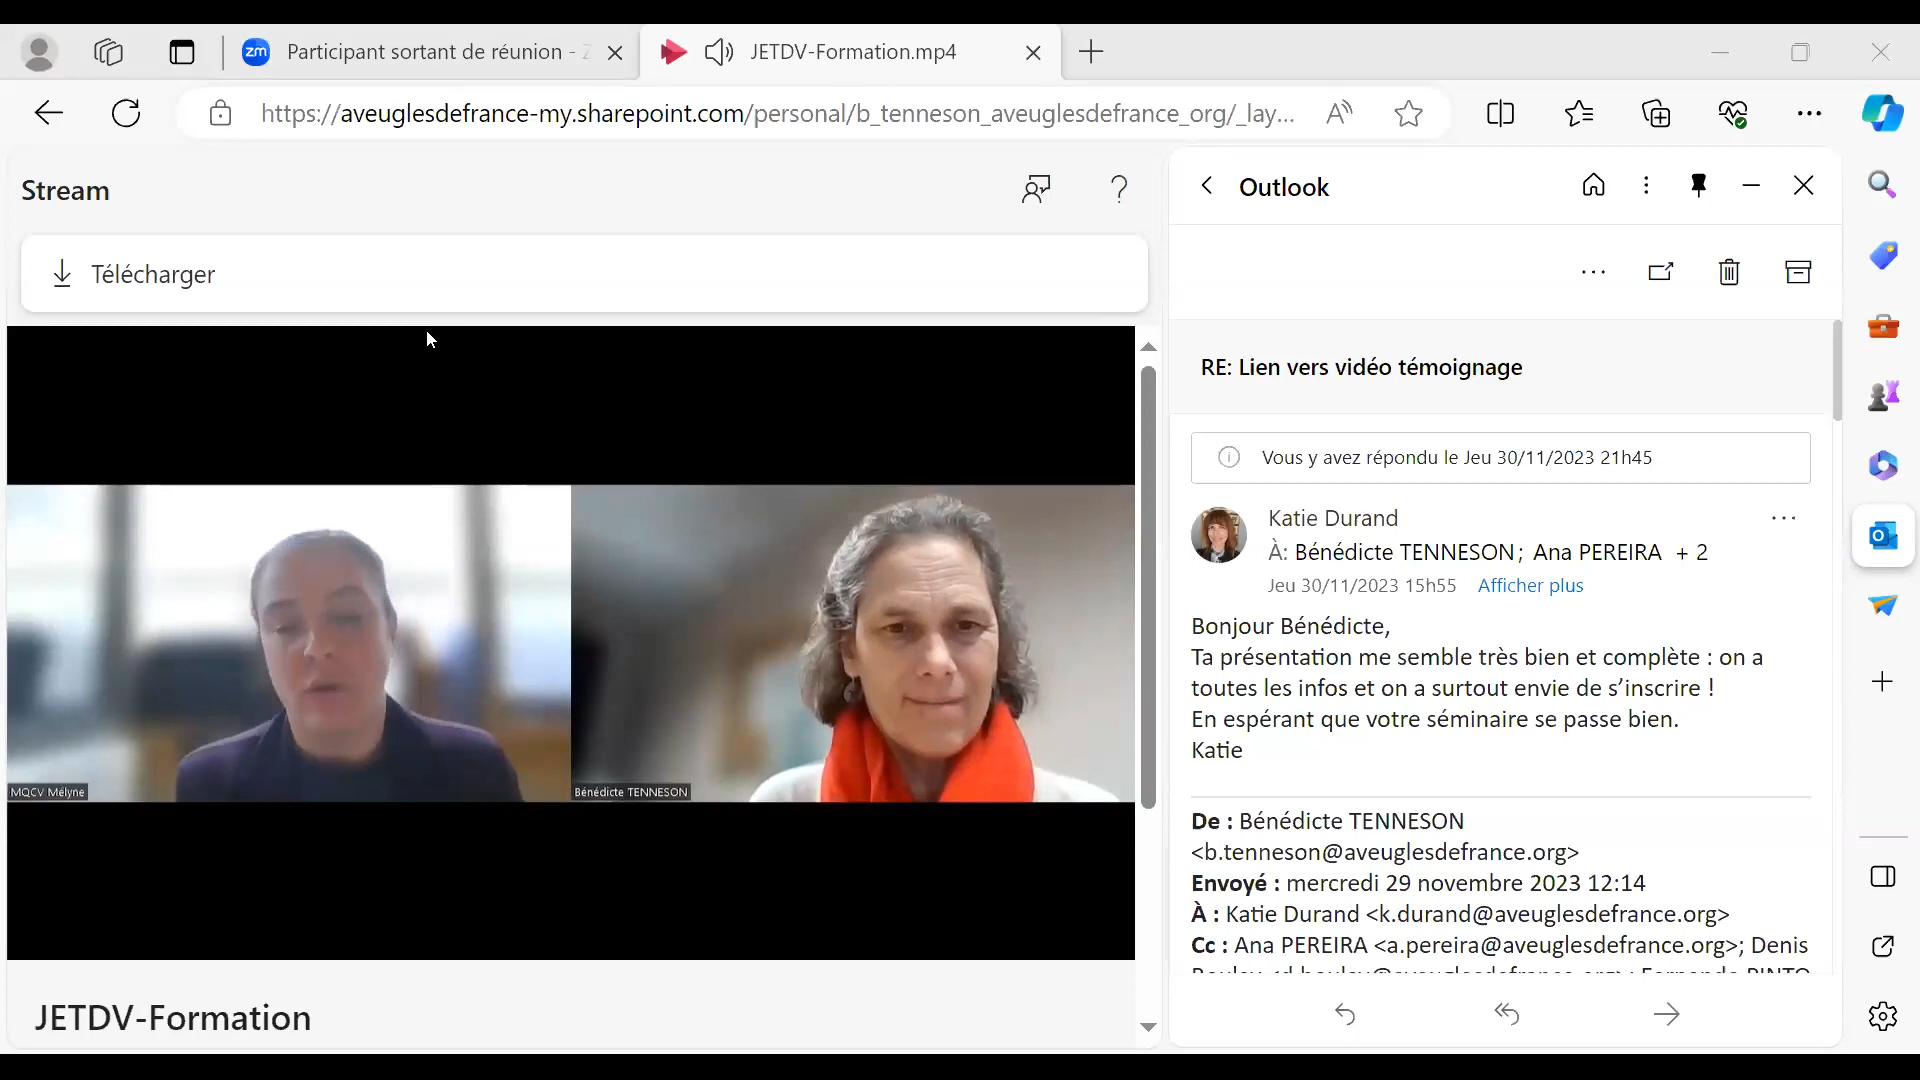 Participant sortant de réunion - Z
JETDV-Formation.mp4
https://aveuglesdefrance-my.sharepoint.com/personal/b_tenneson_aveuglesdefrance_org/_lay...
Stream
Télécharger
MQCV Mélyne
Bénédicte TENNESON
JETDV-Formation
Outlook
RE: Lien vers vidéo témoignage
Vous y avez répondu le Jeu 30/11/2023 21h45
Katie Durand
À: Bénédicte TENNESON; Ana PEREIRA + 2
Jeu 30/11/2023 15h55 Afficher plus
Bonjour Bénédicte,
Ta présentation me semble très bien et complète : on a
toutes les infos et on a surtout envie de s’inscrire !
En espérant que votre séminaire se passe bien.
Katie
De : Bénédicte TENNESON
<b.tenneson@aveuglesdefrance.org>
Envoyé : mercredi 29 novembre 2023 12:14
À : Katie Durand <k.durand@aveuglesdefrance.org>
Cc : Ana PEREIRA <a.pereira@aveuglesdefrance.org>; Denis